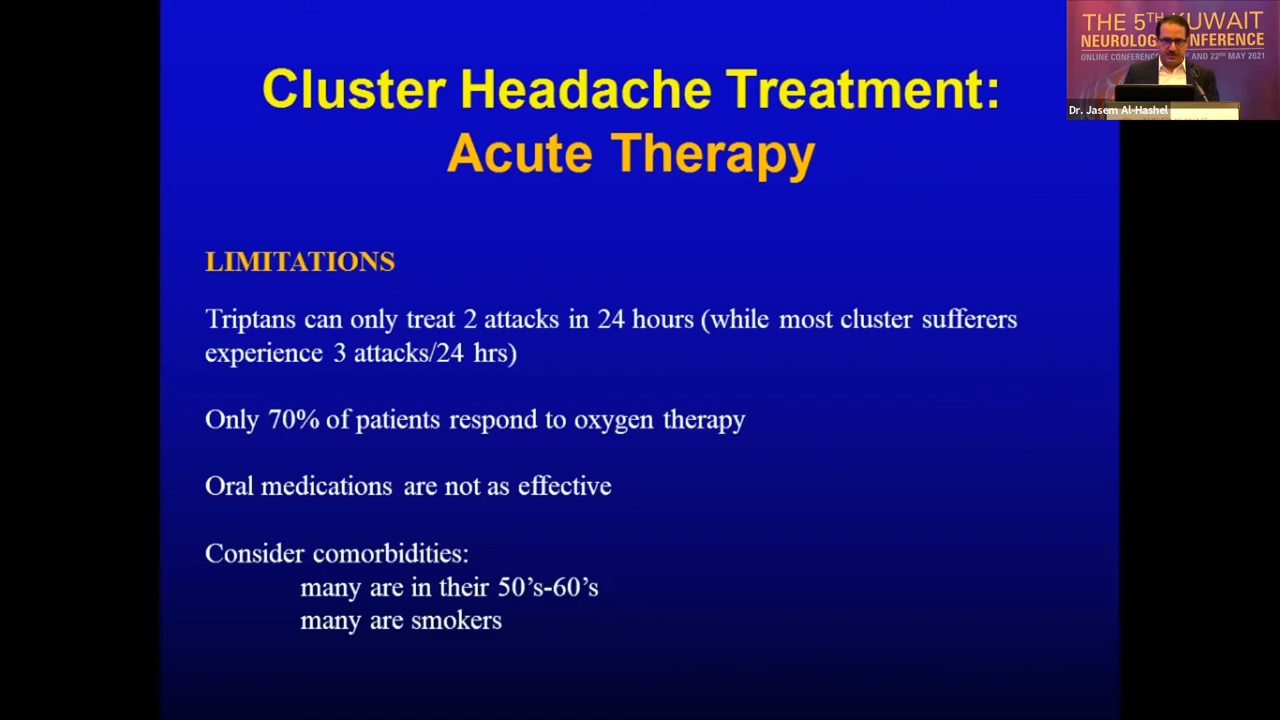 Cluster Headache Treatment:
Acute Therapy
LIMITATIONS
Triptans can only treat 2 attacks in 24 hours (while most cluster sufferers
experience 3 attacks/24 hrs)
Only 70% of patients respond to oxygen therapy
Oral medications are not as effective
Consider comorbidities:
many are in their 50's-60's
many are smokers
THE 5TH KUWAIT
NEUROLOG NFERENCE
ONLINE CONFEREN AND 22ND MAY 2021
Dr. Jasem Al-Hashel